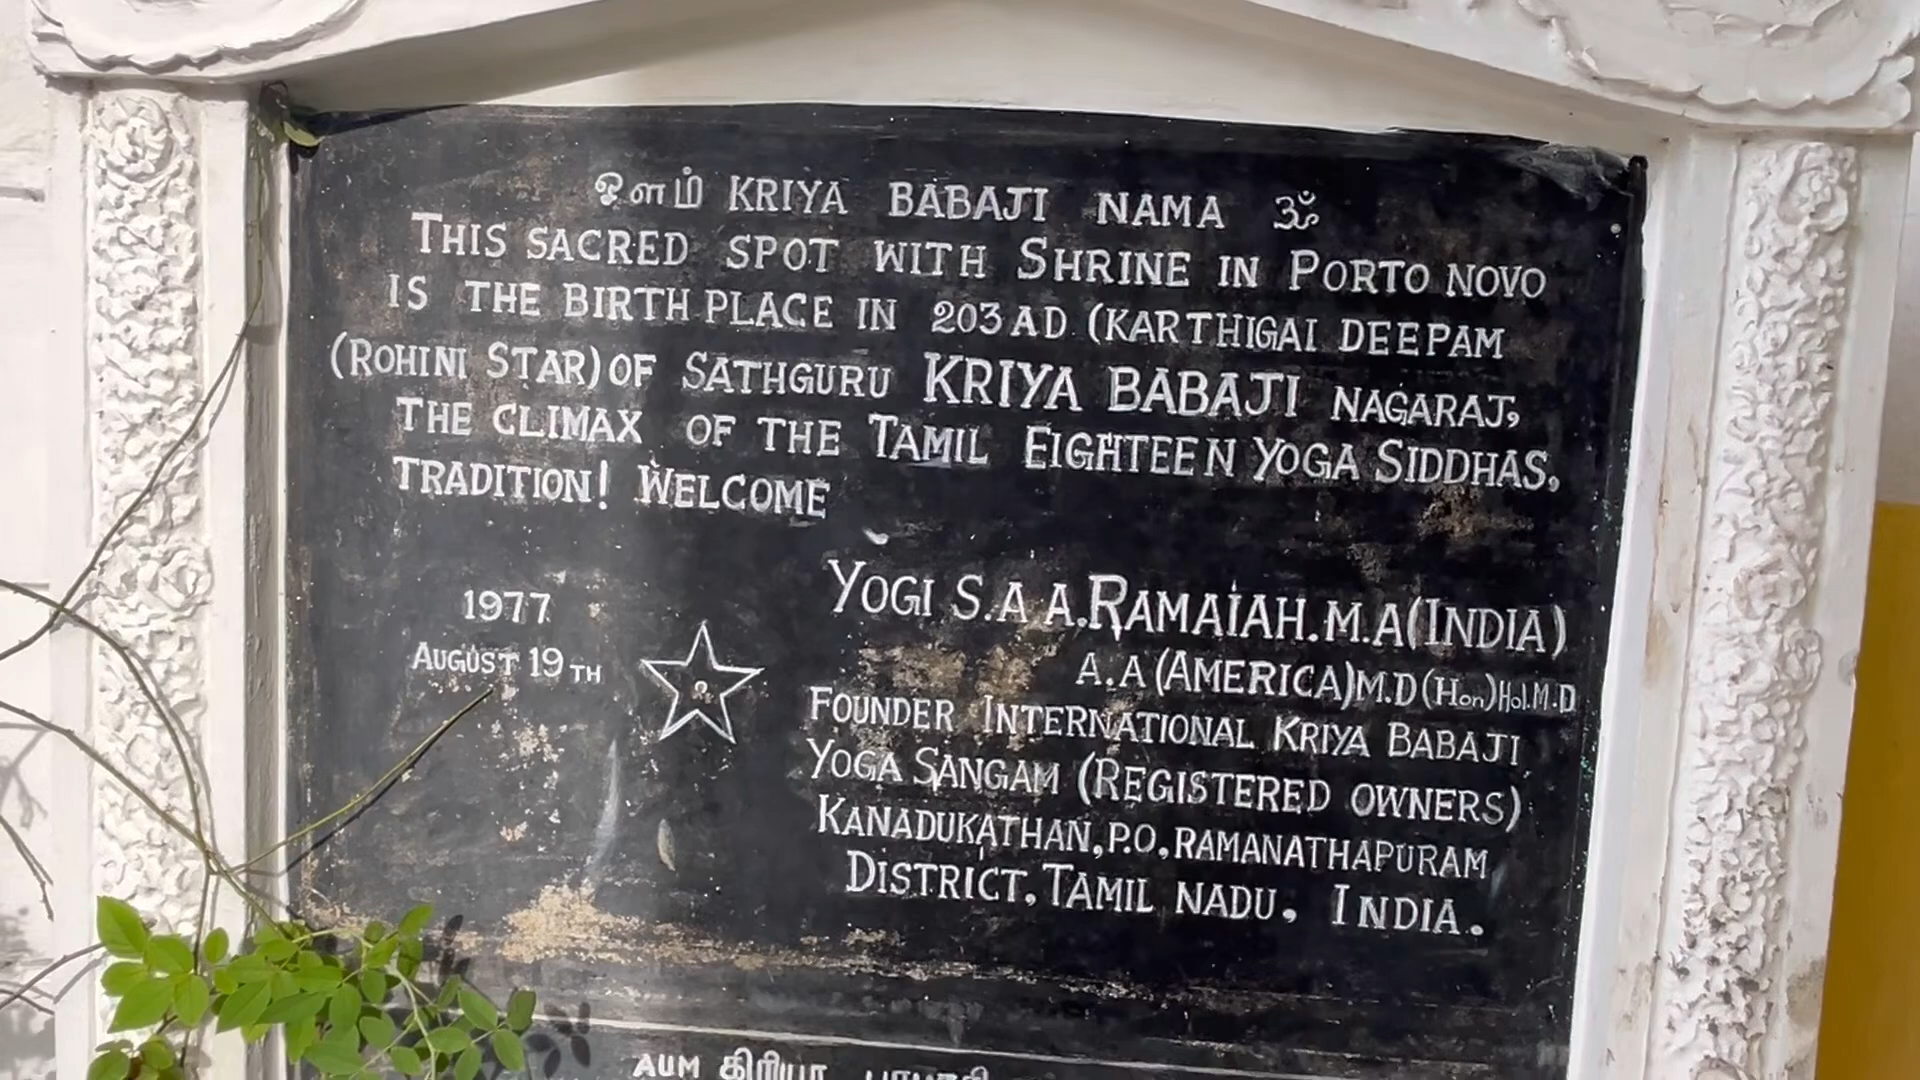 ஔம் KRIYA BABAJI NAMA ॐ
THIS SACRED SPOT WITH SHRINE IN PORTO NOVO
IS THE BIRTH PLACE IN 203 AD (KARTHIGAI DEEPAM
(ROHINI STAR) OF SATHGURU KRIYA BABAJI NAGARAJ,
THE CLIMAX OF THE TAMIL EIGHTEEN YOGA SIDDHAS,
TRADITION! WELCOME
1977
AUGUST 19TH
YOGI S.A A.RAMAIAH.M.A(INDIA)
A.A (AMERICA)M.D(Hon)Hol.M.D
FOUNDER INTERNATIONAL KRIYA BABAJI
YOGA SANGAM (REGISTERED OWNERS)
KANADUKATHAN,P.O,RAMANATHAPURAM
DISTRICT,TAMIL NADU, INDIA.
AUM கிரியா